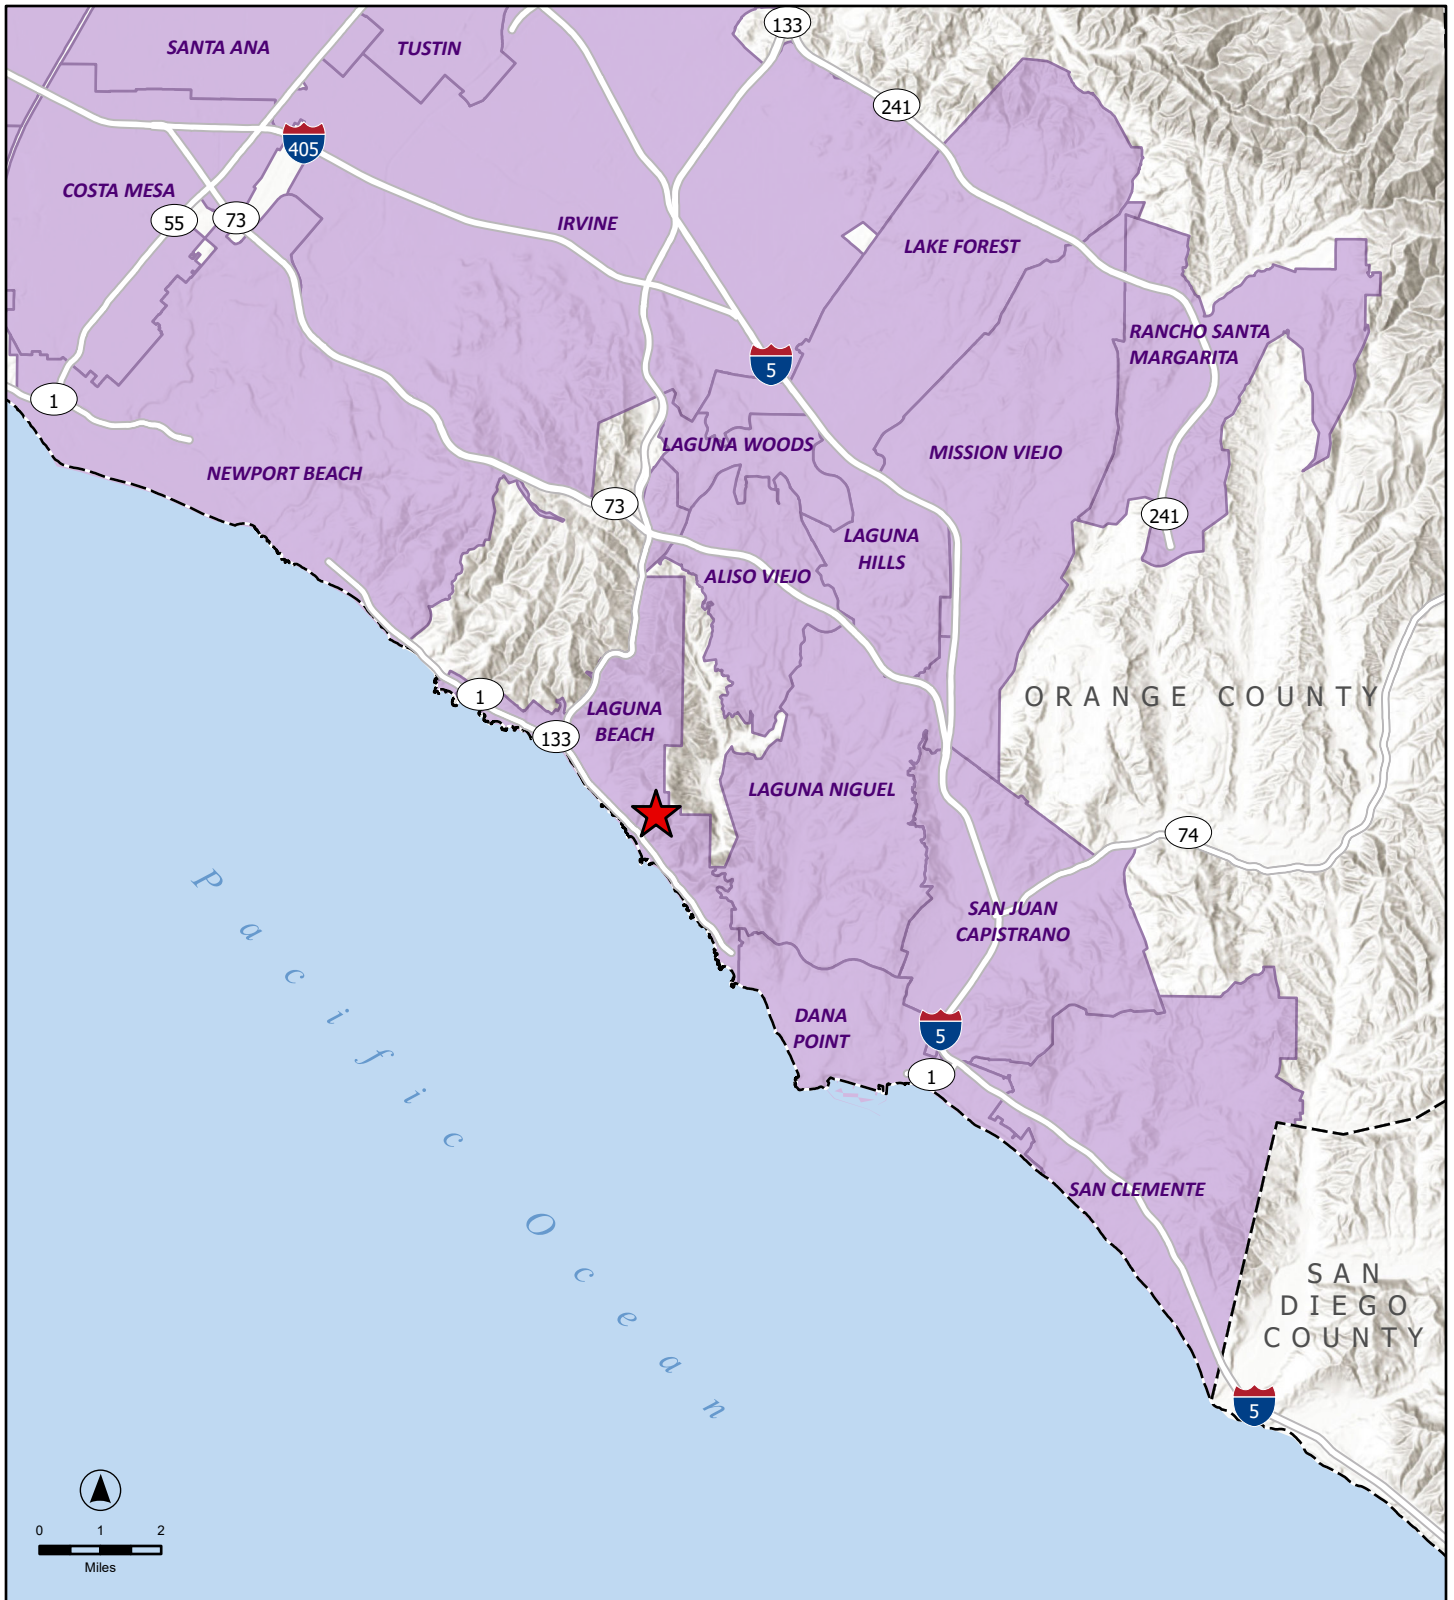 133
SANTA ANA
TUSTIN
241
405
COSTA MESA
55
73
IRVINE
LAKE FOREST
RANCHO SANTA
MARGARITA
5
1
LAGUNA WOODS
MISSION VIEJO
NEWPORT BEACH
73
241
LAGUNA
HILLS
ALISO VIEJO
1
ORANGE COUNTY
LAGUNA
BEACH
133
LAGUNA NIGUEL
74
SAN JUAN
CAPISTRANO
Pacific Ocean
DANA
POINT
5
1
SAN CLEMENTE
SAN
DIEGO
COUNTY
5
0 1 2
Miles